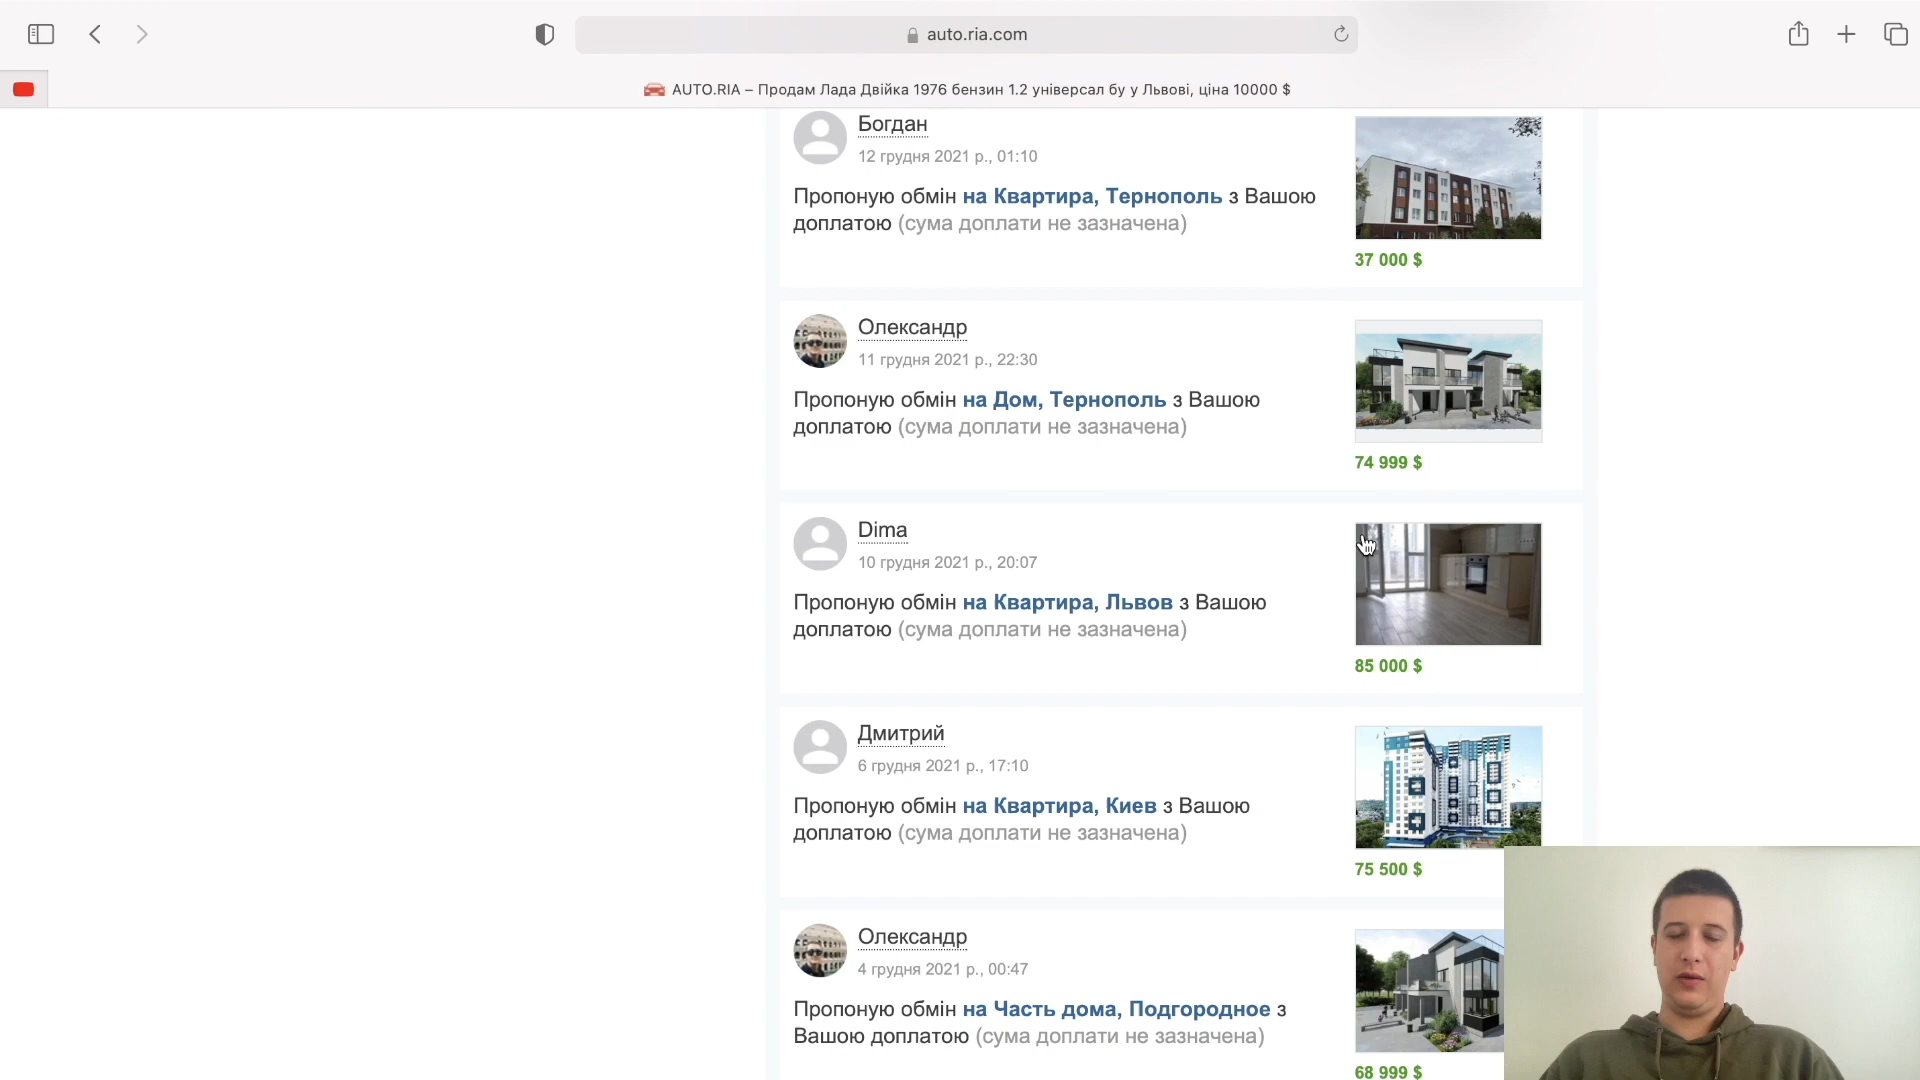 auto.ria.com
AUTO.RIA – Продам Лада Двійка 1976 бензин 1.2 універсал бу у Львові, ціна 10000 $
Богдан
12 грудня 2021 р., 01:10
Пропоную обмін на Квартира, Тернополь з Вашою
доплатою (сума доплати не зазначена)
37 000 $
Олександр
11 грудня 2021 р., 22:30
Пропоную обмін на Дом, Тернополь з Вашою
доплатою (сума доплати не зазначена)
74 999 $
Dima
10 грудня 2021 р., 20:07
Пропоную обмін на Квартира, Львов з Вашою
доплатою (сума доплати не зазначена)
85 000 $
Дмитрий
6 грудня 2021 р., 17:10
Пропоную обмін на Квартира, Киев з Вашою
доплатою (сума доплати не зазначена)
75 500 $
Олександр
4 грудня 2021 р., 00:47
Пропоную обмін на Часть дома, Подгородное з
Вашою доплатою (сума доплати не зазначена)
68 999 $